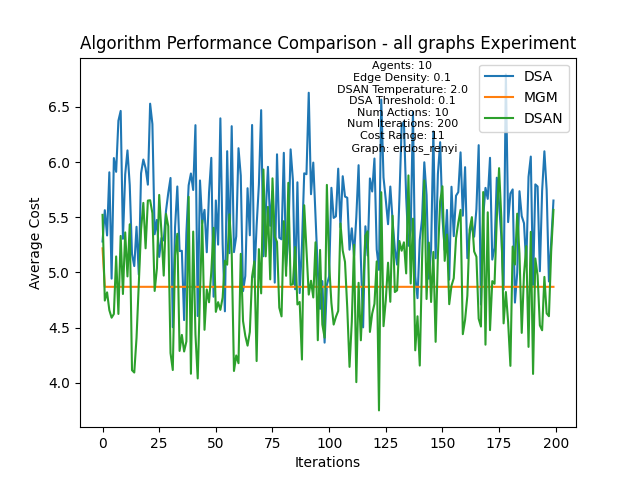 Algorithm Performance Comparison - all graphs Experiment
Agents: 10
Edge Density: 0.1
DSAN Temperature: 2.0
DSA Threshold: 0.1
Num Actions: 10
Num Iterations: 200
Cost Range: 11
Graph: erdos_renyi
DSA
MGM
DSAN
Average Cost
6.5
6.0
5.5
5.0
4.5
4.0
0 25 50 75 100 125 150 175 200
Iterations